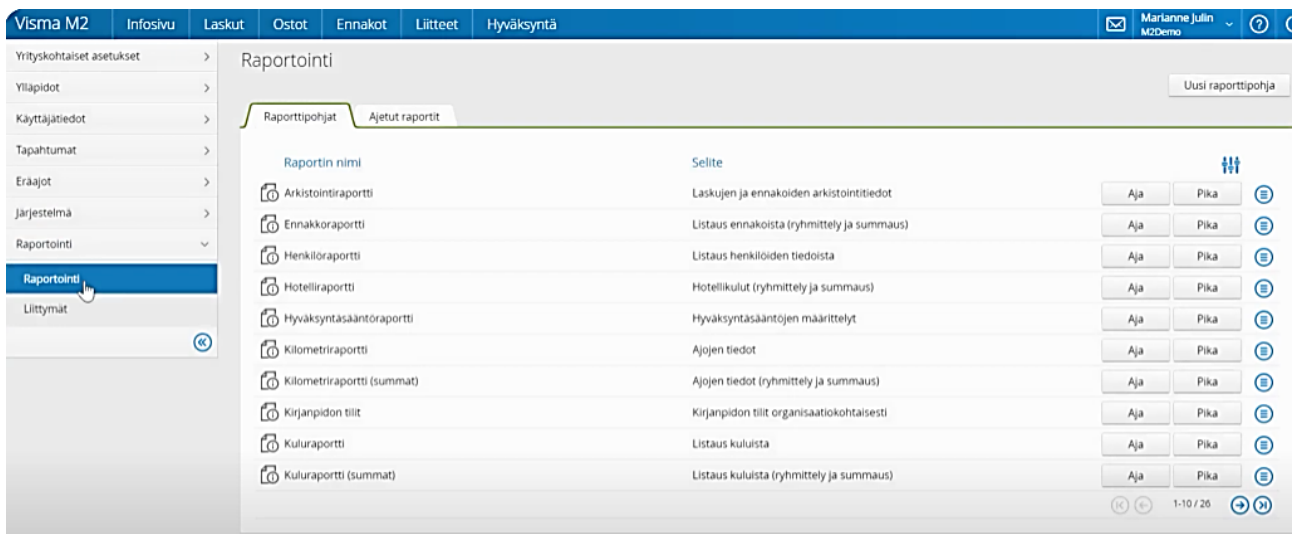 Visma M2 Infosivu Laskut Ostot Ennakot Liitteet Hyväksyntä Marianne Julin
M2Demo
Yrityskohtaiset asetukset
Ylläpidot
Käyttäjätiedot
Tapahtumat
Eräajot
Järjestelmä
Raportointi
Raportointi
Liittymät
Raportointi
Uusi raporttipohja
Raporttipohjat Ajetut raportit
Raportin nimi Selite
Arkistointiraportti Laskujen ja ennakoiden arkistointitiedot Aja Pika
Ennakkoraportti Listaus ennakoista (ryhmittely ja summaus) Aja Pika
Henkilöraportti Listaus henkilöiden tiedoista Aja Pika
Hotelliraportti Hotellikulut (ryhmittely ja summaus) Aja Pika
Hyväksyntäsääntöraportti Hyväksyntäsääntöjen määrittelyt Aja Pika
Kilometriraportti Ajojen tiedot Aja Pika
Kilometriraportti (summat) Ajojen tiedot (ryhmittely ja summaus) Aja Pika
Kirjanpidon tilit Kirjanpidon tilit organisaatiokohtaisesti Aja Pika
Kuluraportti Listaus kuluista Aja Pika
Kuluraportti (summat) Listaus kuluista (ryhmittely ja summaus) Aja Pika
1-10 / 26